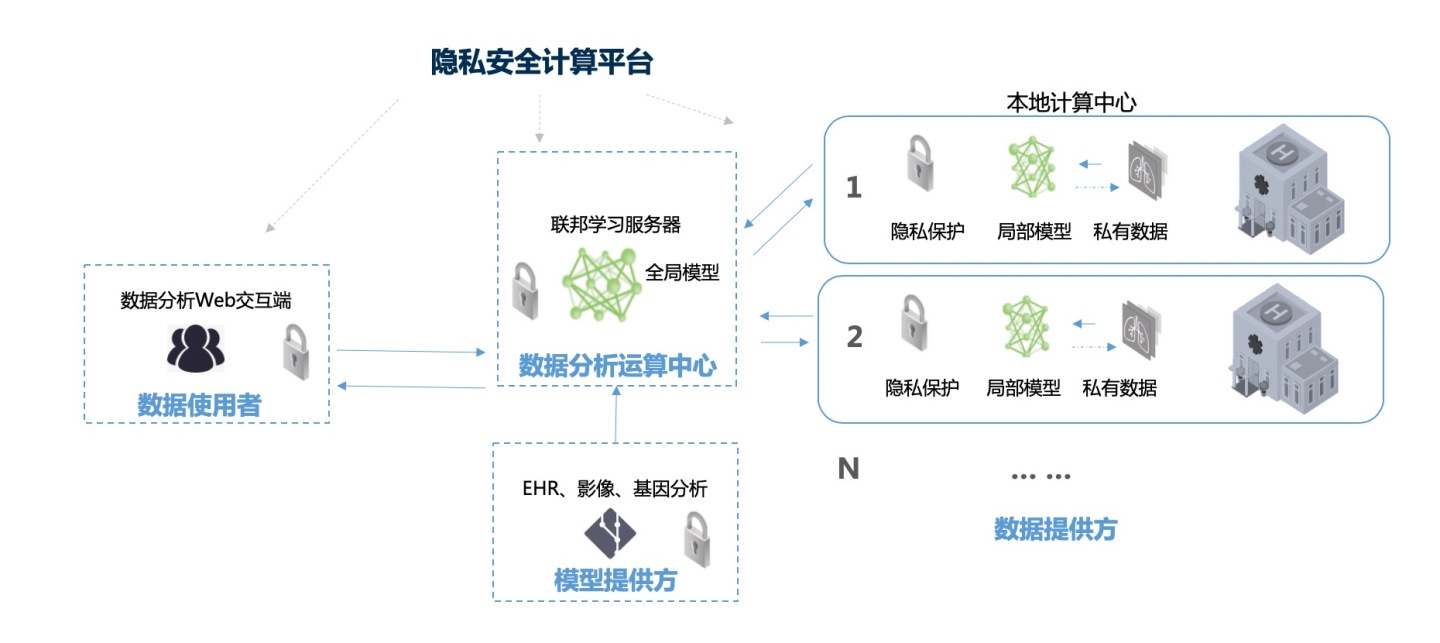 隐私安全计算平台
本地计算中心
1
隐私保护
局部模型
私有数据
联邦学习服务器
全局模型
数据分析运算中心
数据分析Web交互端
数据使用者
2
隐私保护
局部模型
私有数据
N
... ...
数据提供方
EHR、影像、基因分析
模型提供方
H
H